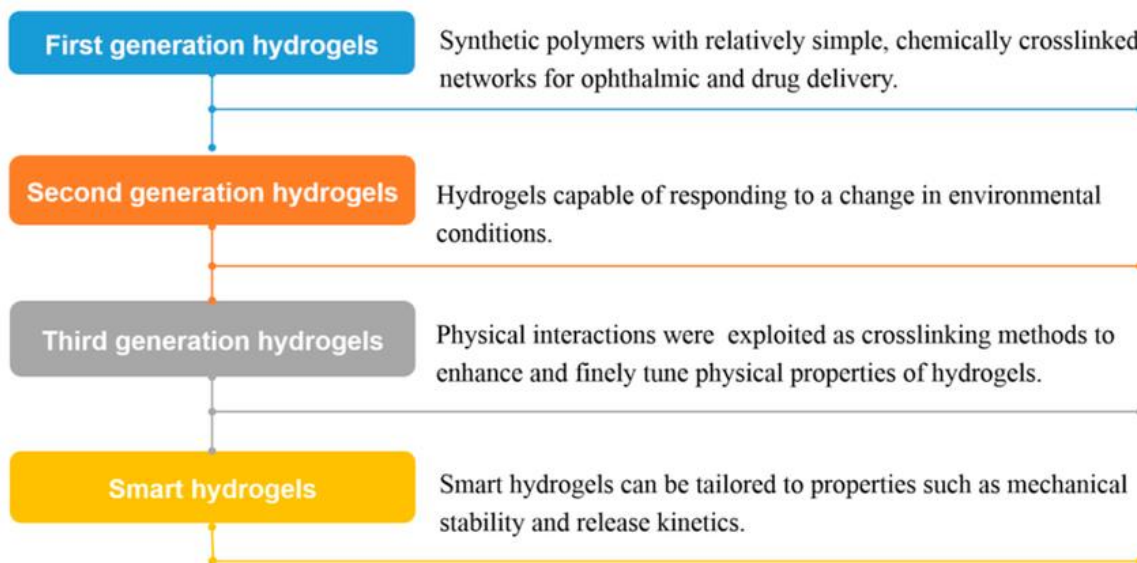 First generation hydrogels
Synthetic polymers with relatively simple, chemically crosslinked
networks for ophthalmic and drug delivery.
Second generation hydrogels
Hydrogels capable of responding to a change in environmental
conditions.
Third generation hydrogels
Physical interactions were exploited as crosslinking methods to
enhance and finely tune physical properties of hydrogels.
Smart hydrogels
Smart hydrogels can be tailored to properties such as mechanical
stability and release kinetics.